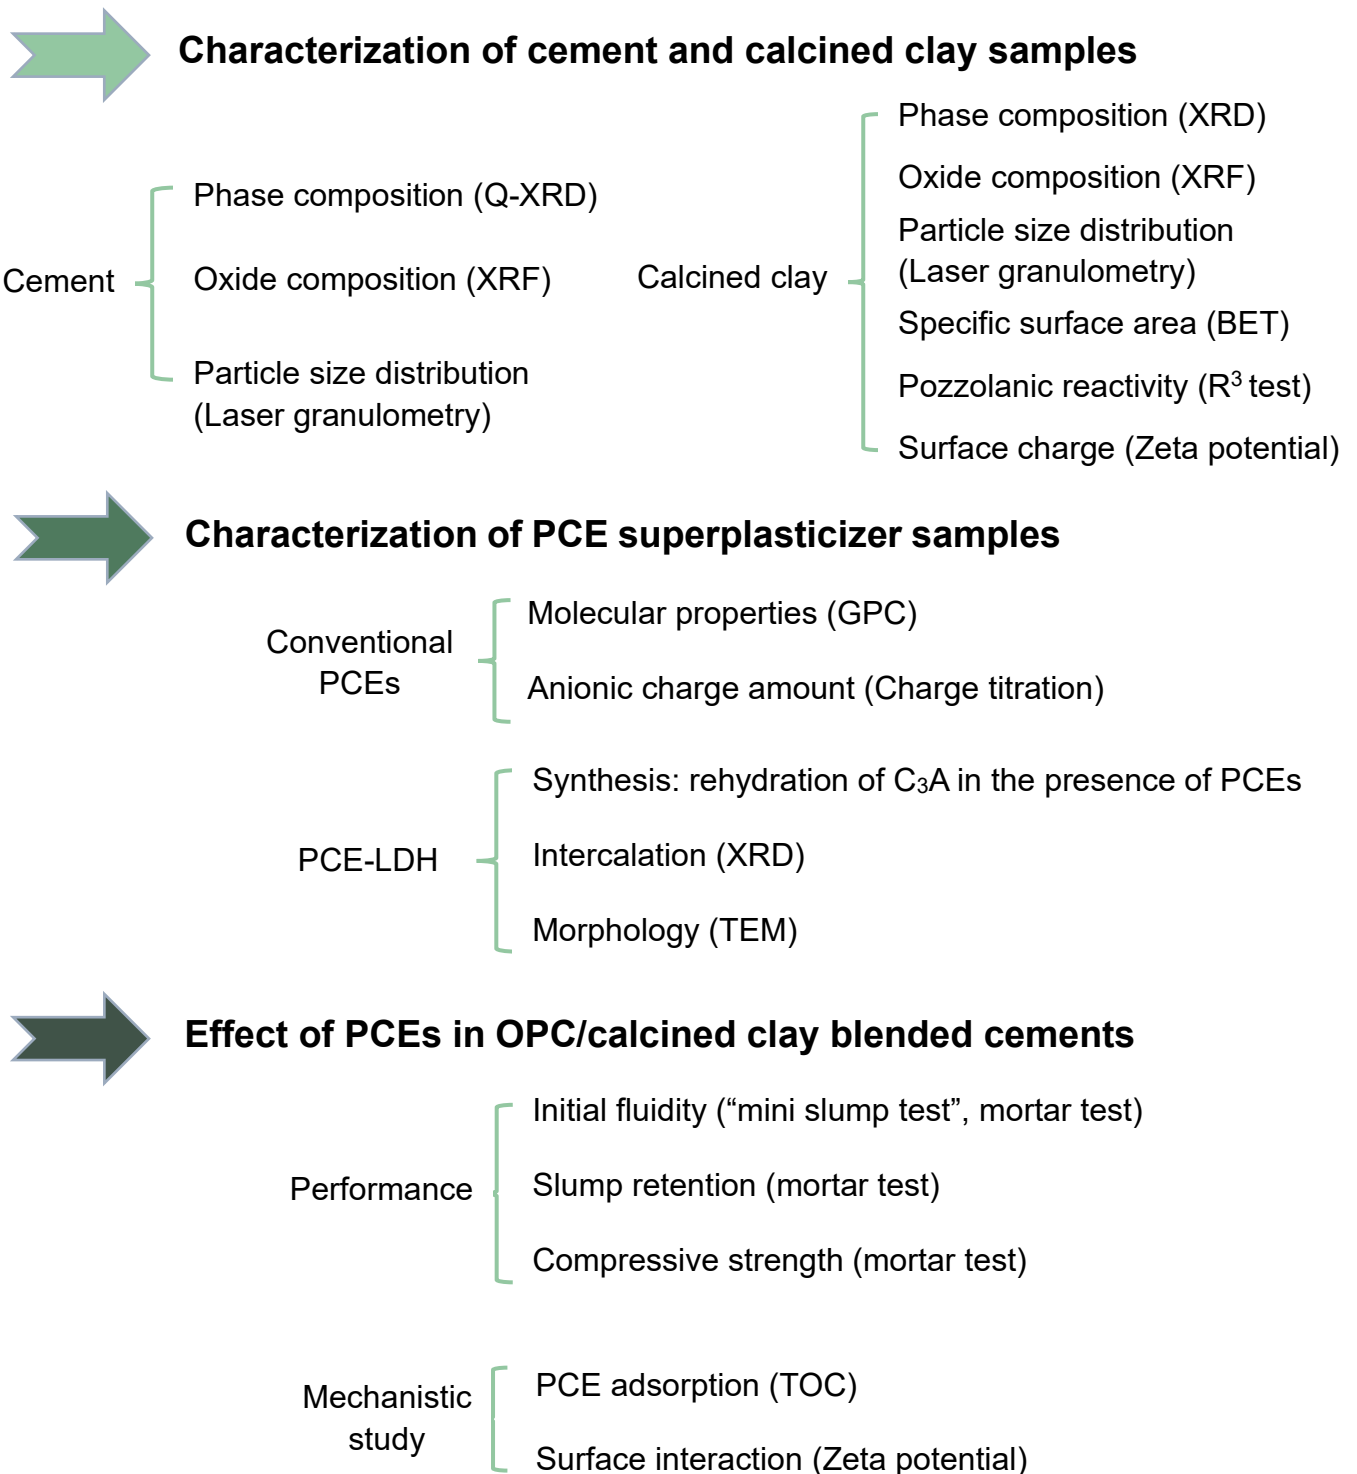 Characterization of cement and calcined clay samples
Cement
Phase composition (Q-XRD)
Oxide composition (XRF)
Particle size distribution
(Laser granulometry)
Calcined clay
Phase composition (XRD)
Oxide composition (XRF)
Particle size distribution
(Laser granulometry)
Specific surface area (BET)
Pozzolanic reactivity (R³ test)
Surface charge (Zeta potential)
Characterization of PCE superplasticizer samples
Conventional
PCEs
Molecular properties (GPC)
Anionic charge amount (Charge titration)
PCE-LDH
Synthesis: rehydration of C₃A in the presence of PCEs
Intercalation (XRD)
Morphology (TEM)
Effect of PCEs in OPC/calcined clay blended cements
Performance
Initial fluidity (“mini slump test”, mortar test)
Slump retention (mortar test)
Compressive strength (mortar test)
Mechanistic
study
PCE adsorption (TOC)
Surface interaction (Zeta potential)